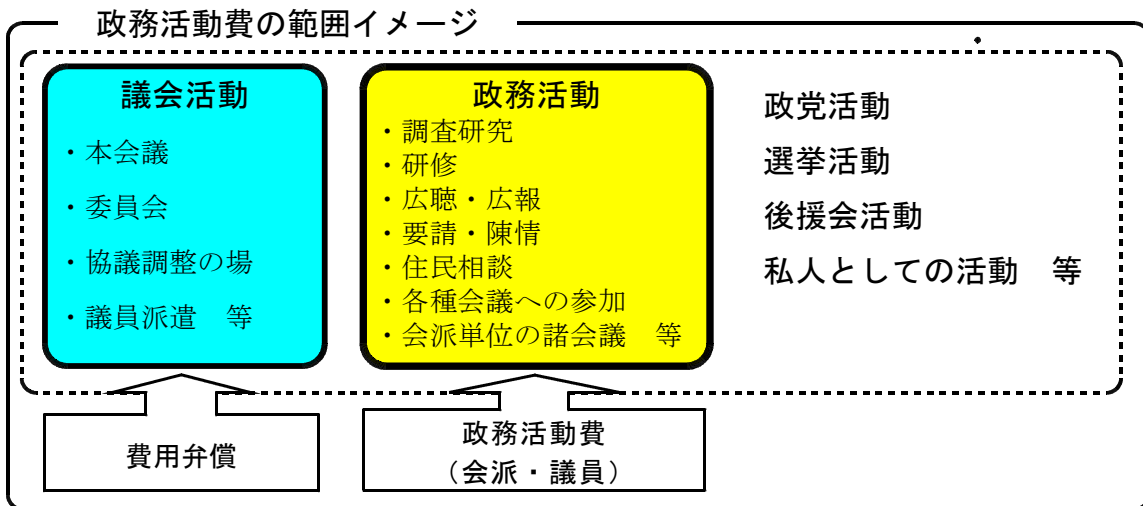 政務活動費の範囲イメージ
議会活動
・本会議
・委員会
・協議調整の場
・議員派遣　等
政務活動
・調査研究
・研修
・広聴・広報
・要請・陳情
・住民相談
・各種会議への参加
・会派単位の諸会議　等
政党活動
選挙活動
後援会活動
私人としての活動　等
費用弁償
政務活動費
（会派・議員）